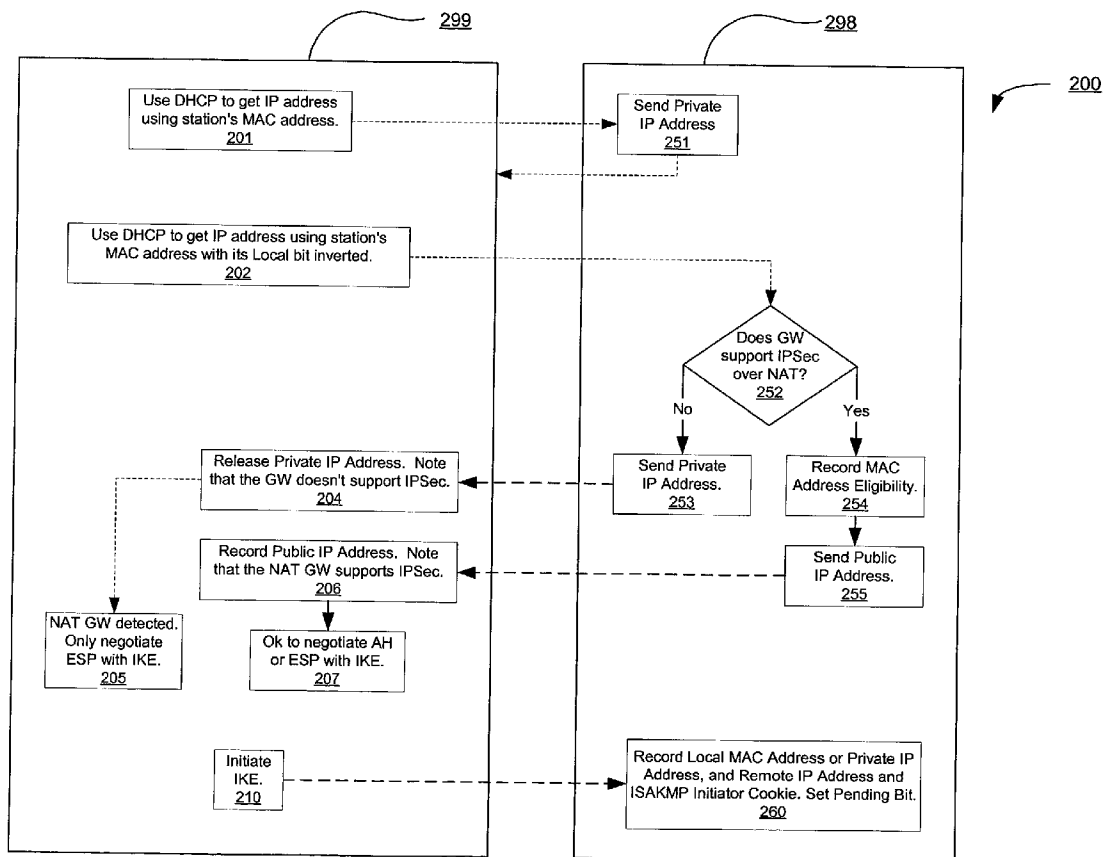 299
298
200
Use DHCP to get IP address
using station's MAC address.
201
Send Private
IP Address
251
Use DHCP to get IP address using station's
MAC address with its Local bit inverted.
202
Does GW
support IPSec
over NAT?
252
No
Yes
Release Private IP Address. Note
that the GW doesn't support IPSec.
204
Send Private
IP Address.
253
Record MAC
Address Eligibility.
254
Record Public IP Address. Note
that the NAT GW supports IPSec.
206
Send Public
IP Address.
255
NAT GW detected.
Only negotiate
ESP with IKE.
205
Ok to negotiate AH
or ESP with IKE.
207
Initiate
IKE.
210
Record Local MAC Address or Private IP
Address, and Remote IP Address and
ISAKMP Initiator Cookie. Set Pending Bit.
260